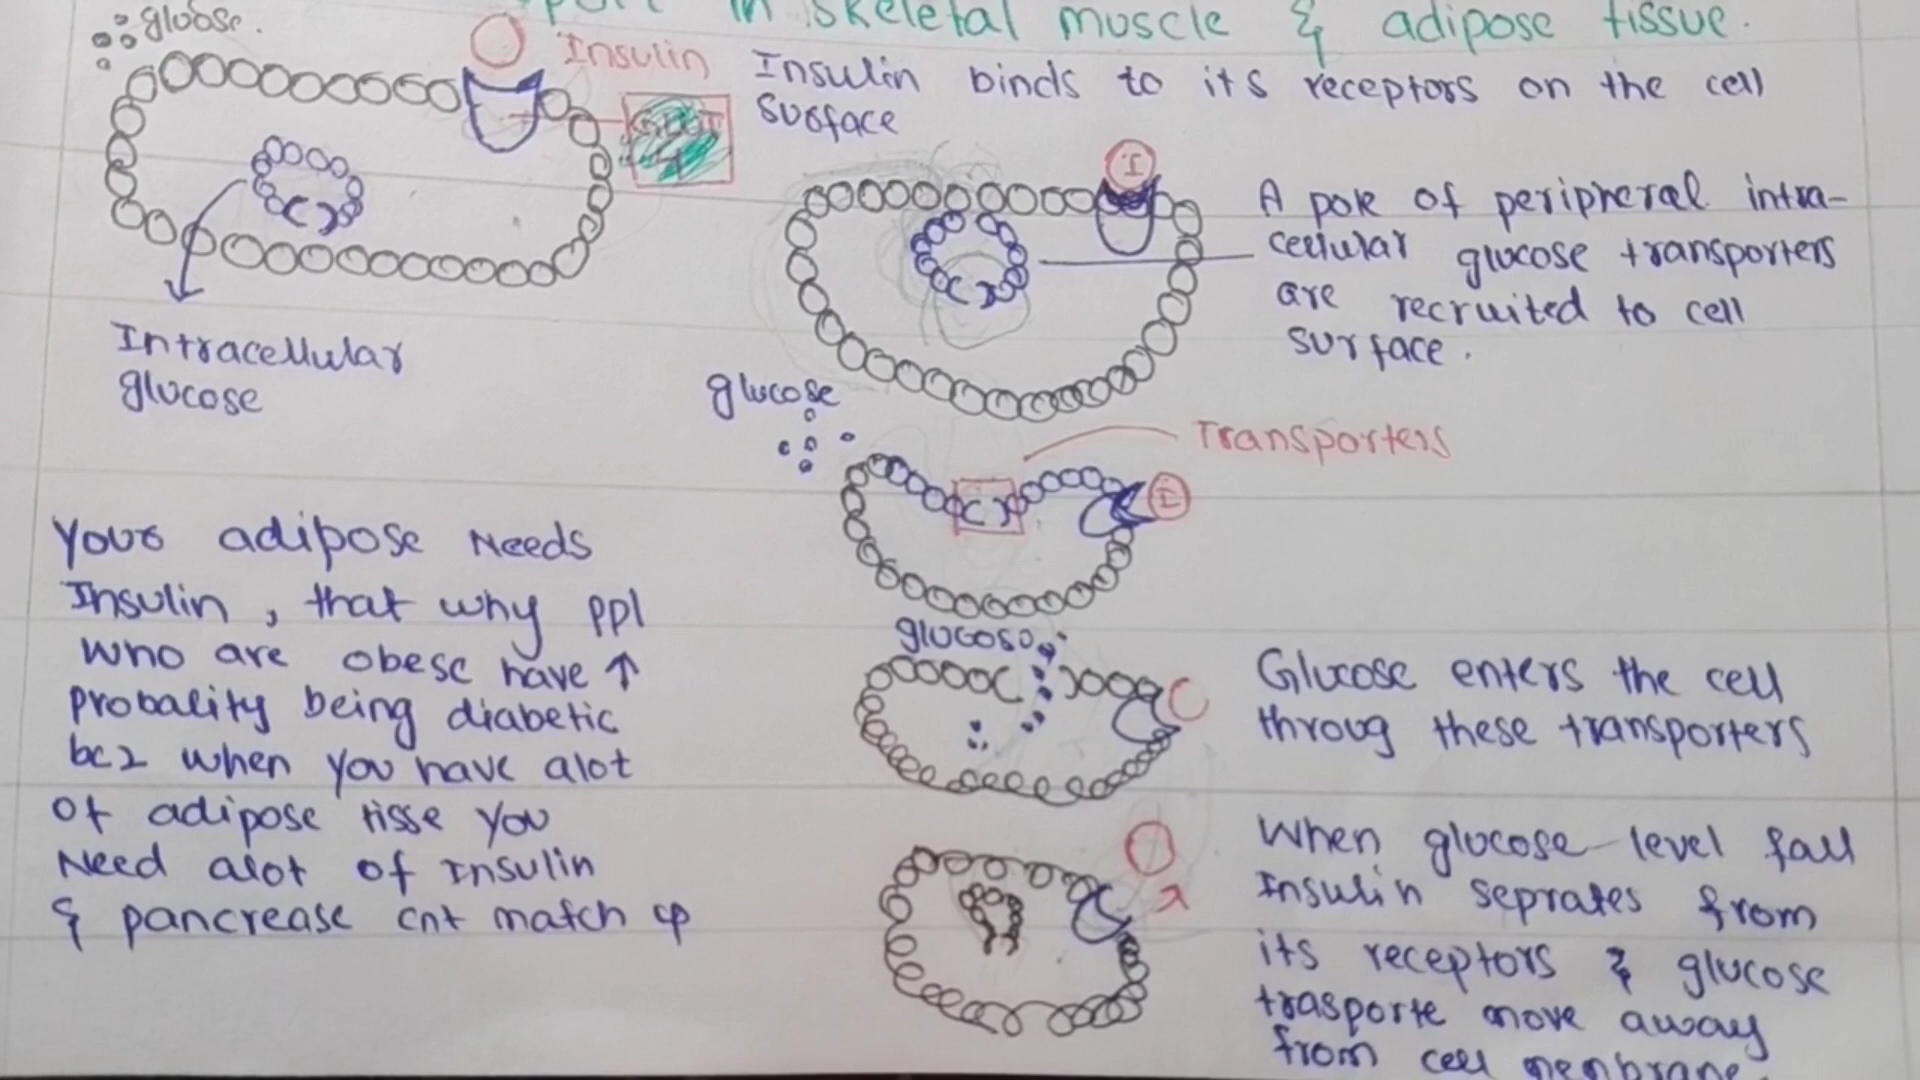 in skeletal muscle & adipose tissue.
gloose.
Insulin
Insulin binds to its receptors on the cell
surface
I
A pole of peripheral intra-
cellular glucose transporters
are recruited to cell
surface.
Intracellular
glucose
glucose
Transporters
I
Your adipose Needs
Insulin, that why ppl
who are obese have ↑
probality being diabetic
bcz when you have alot
of adipose tisse you
Need alot of Insulin
& pancrease cnt match up
glucose
Glucose enters the cell
throug these transporters
When glucose level fall
Insulin seprates from
its receptors & glucose
trasporte move away
from cell menbrane.